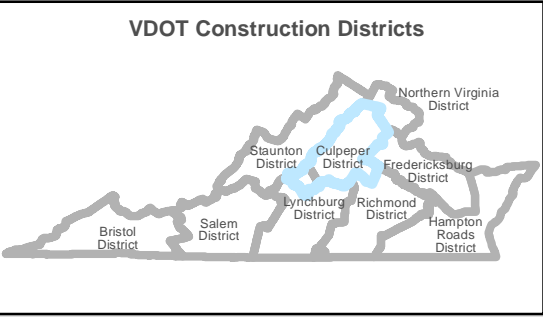 VDOT Construction Districts
Northern Virginia
District
Staunton
District
Culpeper
District
Fredericksburg
District
Lynchburg
District
Richmond
District
Salem
District
Bristol
District
Hampton
Roads
District